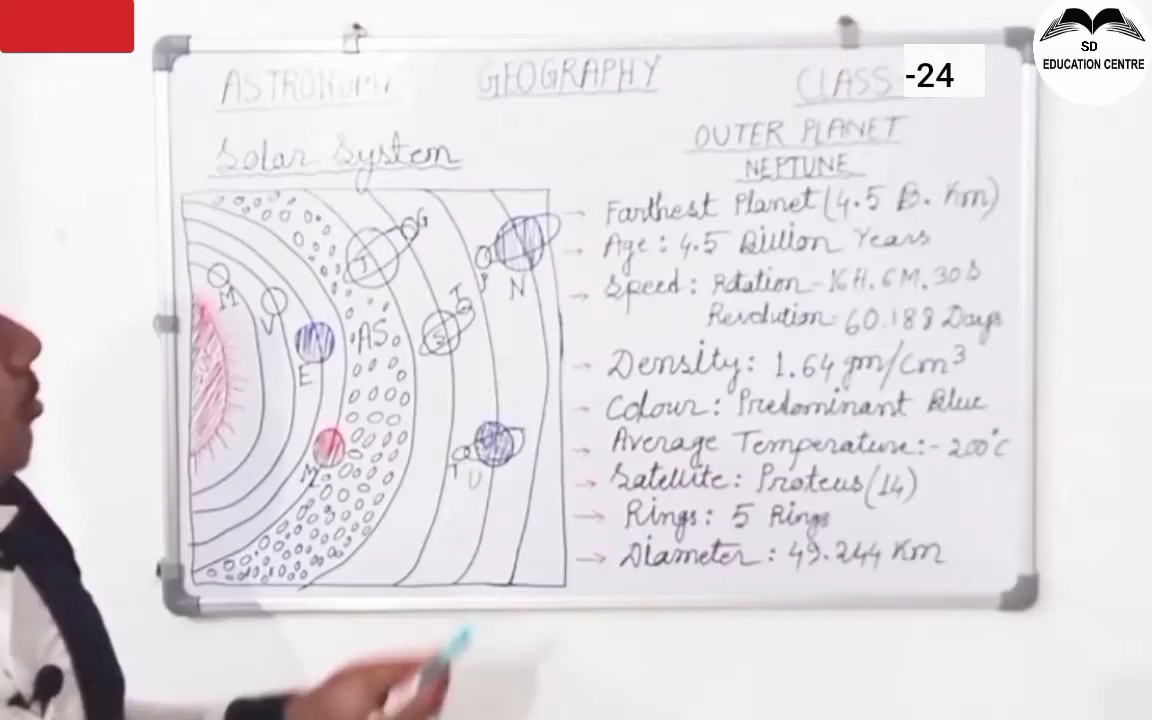 SD
EDUCATION CENTRE
ASTRONOMY GEOGRAPHY CLASS -24
OUTER PLANET
NEPTUNE
Solar System
Farthest Planet (4.5 B. Km)
Age : 4.5 Billion Years
Speed : Rotation - 16H. 6M. 30S
Revolution - 60.188 Days
Density : 1.64 gm/cm³
Colour : Predominant Blue
Average Temperature :- 200°C
Satellite : Proteus (14)
Rings : 5 Rings
Diameter : 49.244 Km
M
V
E
M
AS
J
G
S
T
U
T
N
P